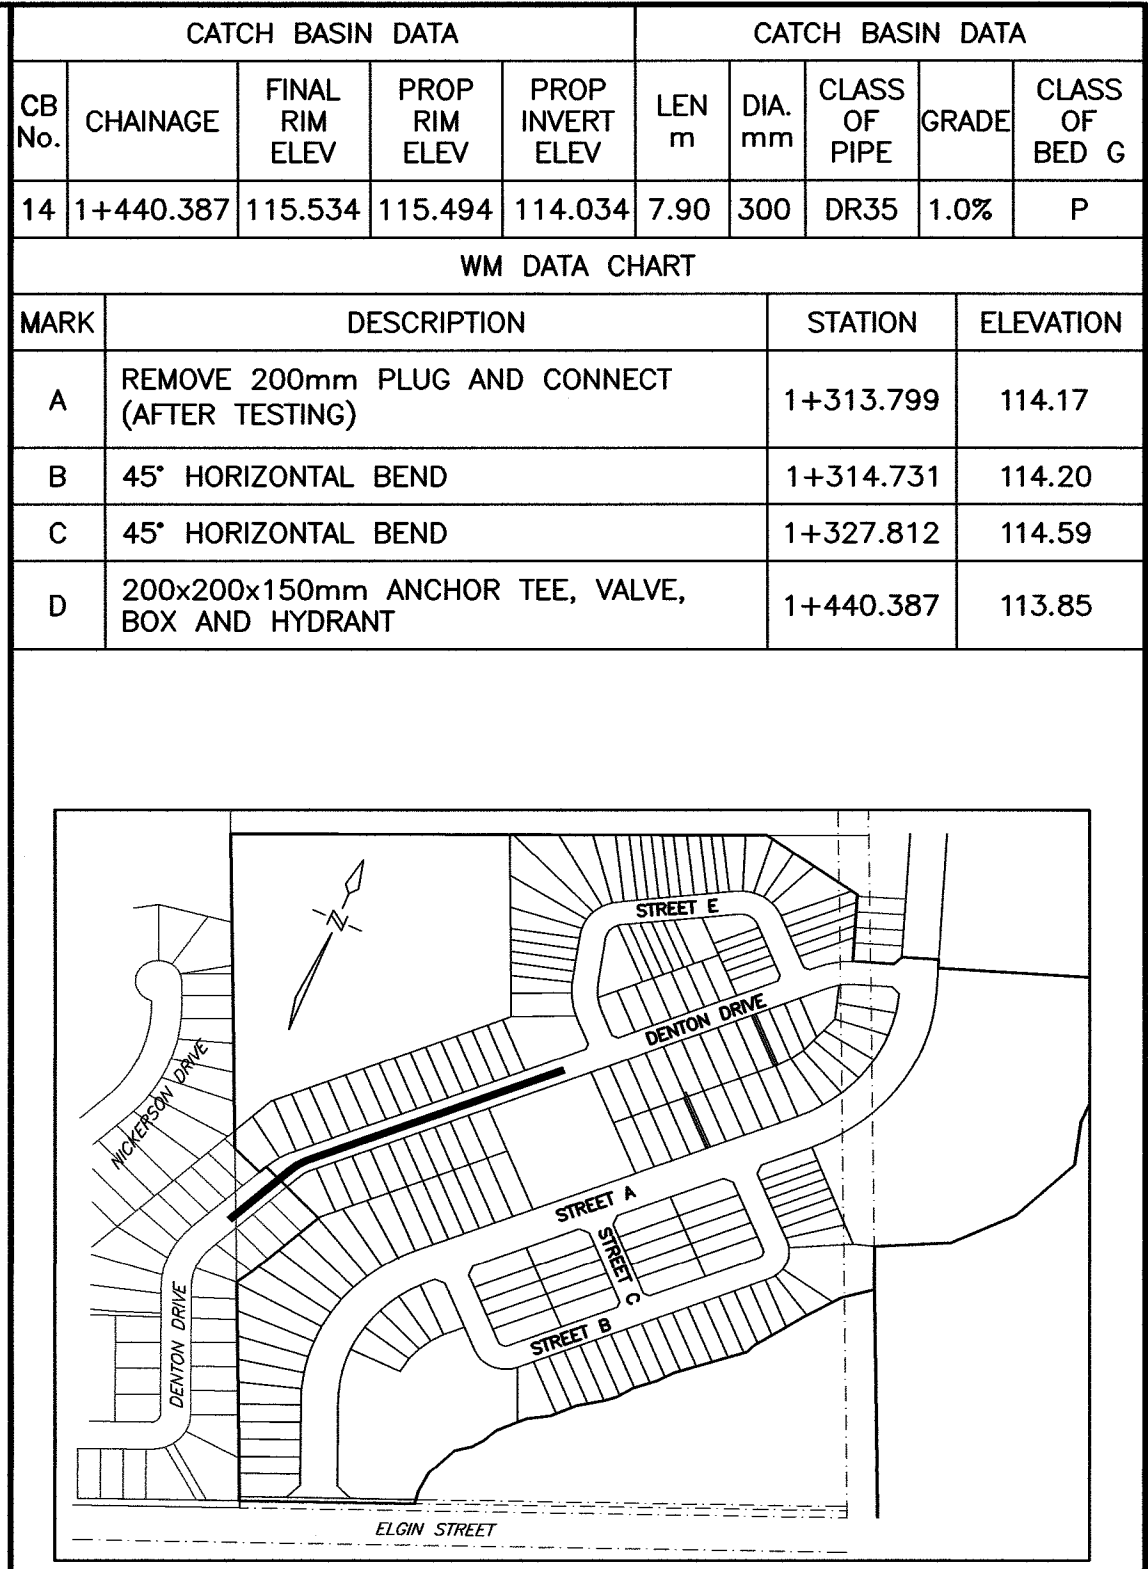 CATCH BASIN DATA
CATCH BASIN DATA
CB No.
CHAINAGE
FINAL RIM ELEV
PROP RIM ELEV
PROP INVERT ELEV
LEN m
DIA. mm
CLASS OF PIPE
GRADE
CLASS OF BED G
14 1+440.387 115.534 115.494 114.034 7.90 300 DR35 1.0% P
WM DATA CHART
MARK DESCRIPTION STATION ELEVATION
A REMOVE 200mm PLUG AND CONNECT
(AFTER TESTING) 1+313.799 114.17
B 45° HORIZONTAL BEND 1+314.731 114.20
C 45° HORIZONTAL BEND 1+327.812 114.59
D 200x200x150mm ANCHOR TEE, VALVE,
BOX AND HYDRANT 1+440.387 113.85
N
STREET E
DENTON DRIVE
NICKERSON DRIVE
STREET A
STREET C
STREET B
DENTON DRIVE
ELGIN STREET